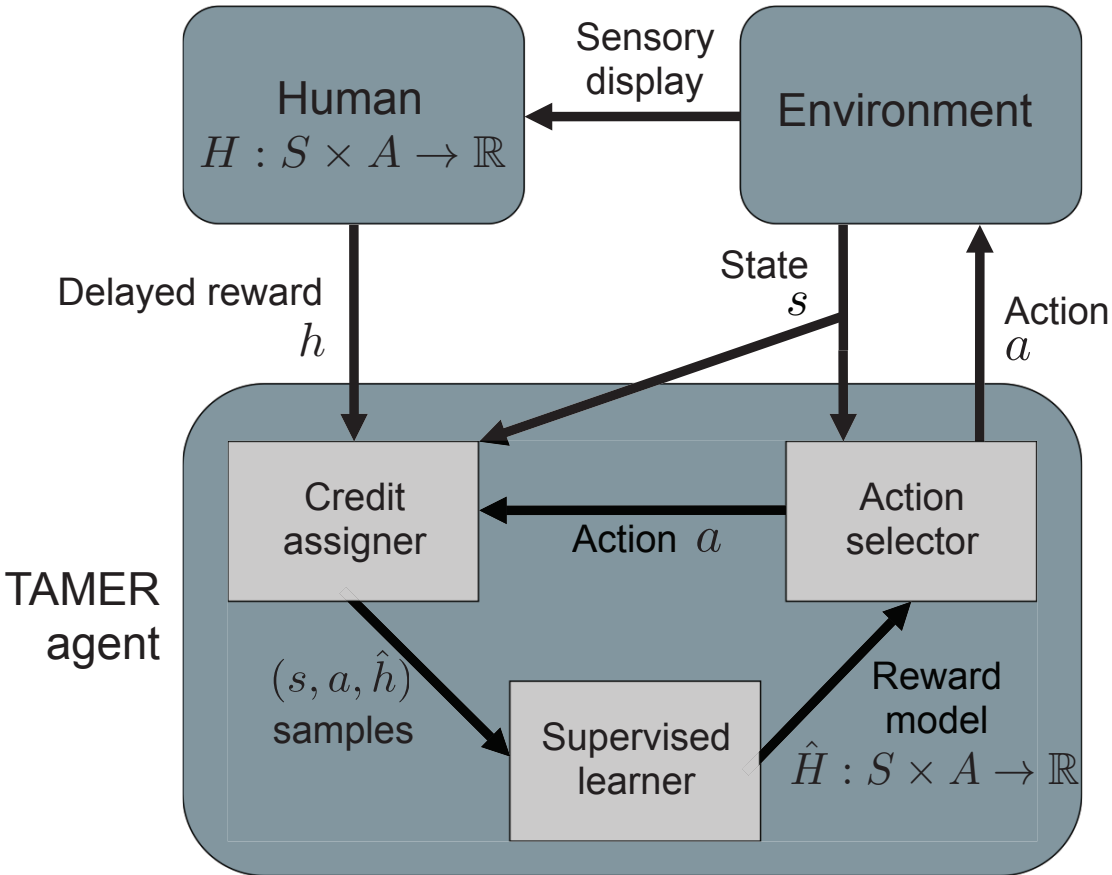 Human
H : S × A → ℝ
Sensory
display
Environment
Delayed reward
h
State
s
Action
a
TAMER
agent
Credit
assigner
Action a
Action
selector
(s, a, ĥ)
samples
Supervised
learner
Reward
model
Ĥ : S × A → ℝ